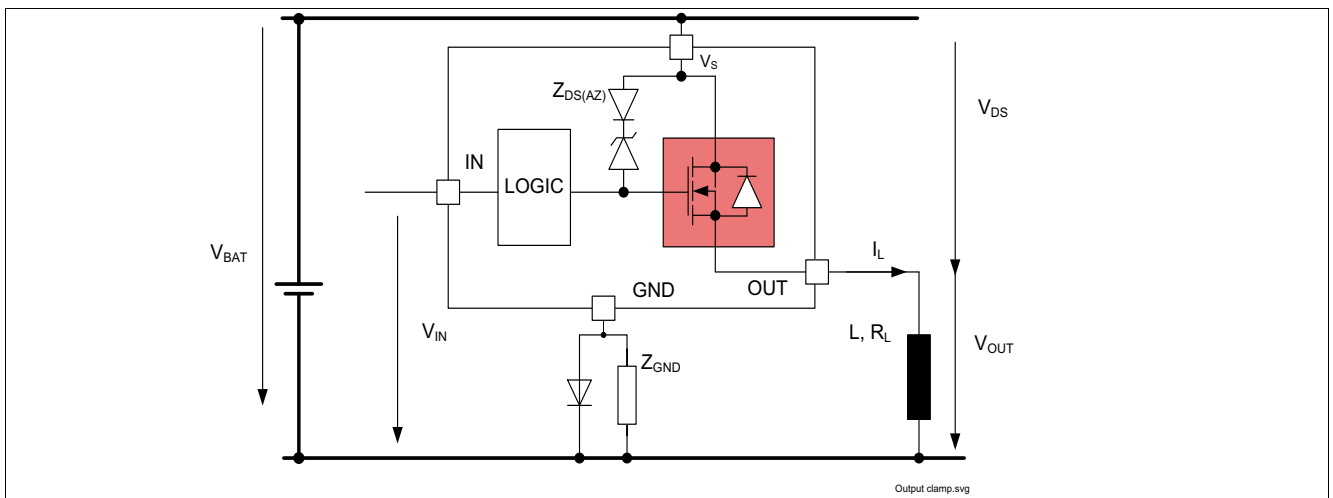 V_S
Z_DS(AZ)
V_DS
IN
LOGIC
V_BAT
I_L
GND
OUT
V_IN
L, R_L
V_OUT
Z_GND
Output clamp.svg